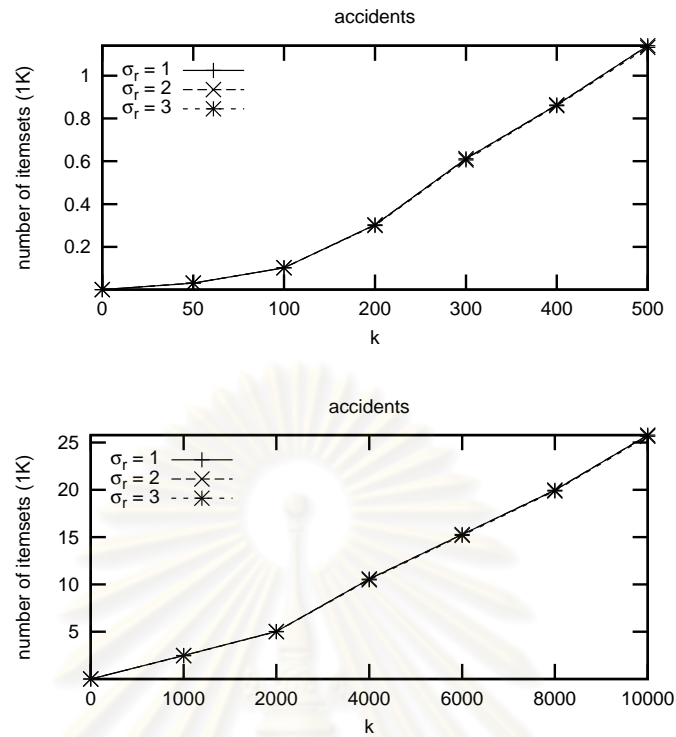 accidents
number of itemsets (1K)
σr = 1
σr = 2
σr = 3
1
0.8
0.6
0.4
0.2
0 50 100 200 300 400 500
k
accidents
number of itemsets (1K)
σr = 1
σr = 2
σr = 3
25
20
15
10
5
0 1000 2000 4000 6000 8000 10000
k